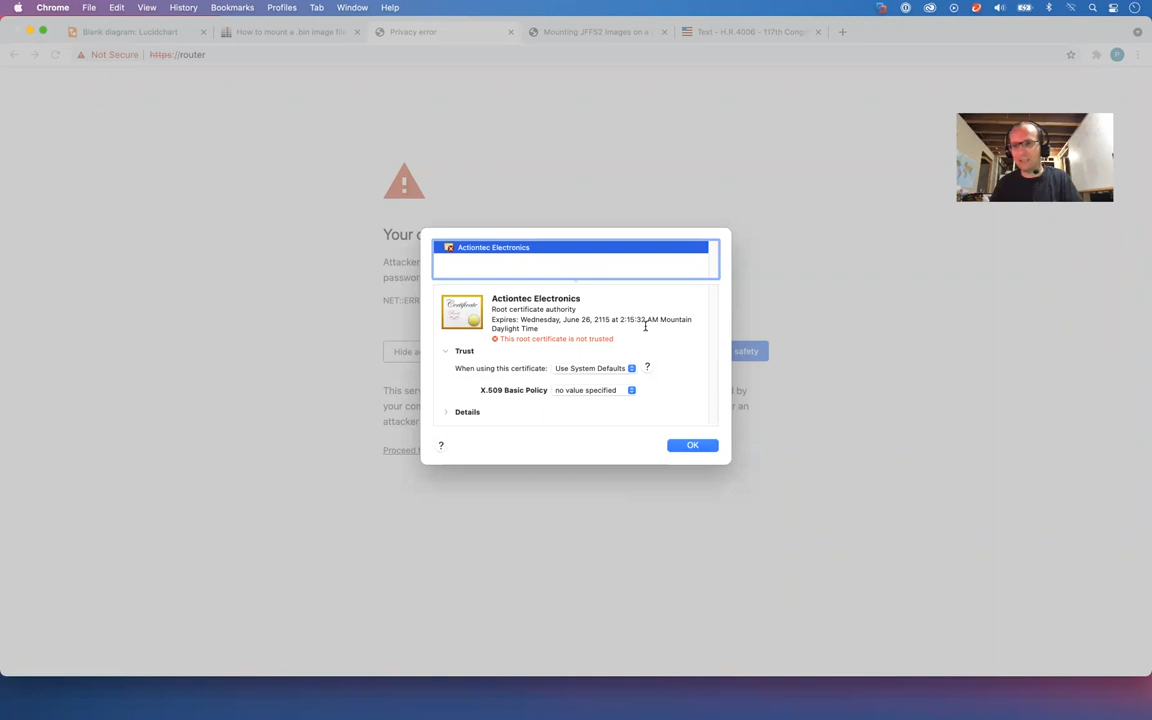 Chrome File Edit View History Bookmarks Profiles Tab Window Help
Blank diagram: Lucidchart
How to mount a .bin image file
Privacy error
Mounting JFFS2 Images on a
Text - H.R.4006 - 117th Cong
Not Secure https://router
P
Your c
Attacker
passwor
NET::ERR
Hide a
safety
This serv
your com
attacker
d by
r an
Proceed t
Actiontec Electronics
Certificate
Actiontec Electronics
Root certificate authority
Expires: Wednesday, June 26, 2115 at 2:15:32 AM Mountain
Daylight Time
This root certificate is not trusted
Trust
When using this certificate: Use System Defaults ?
X.509 Basic Policy no value specified
Details
? OK